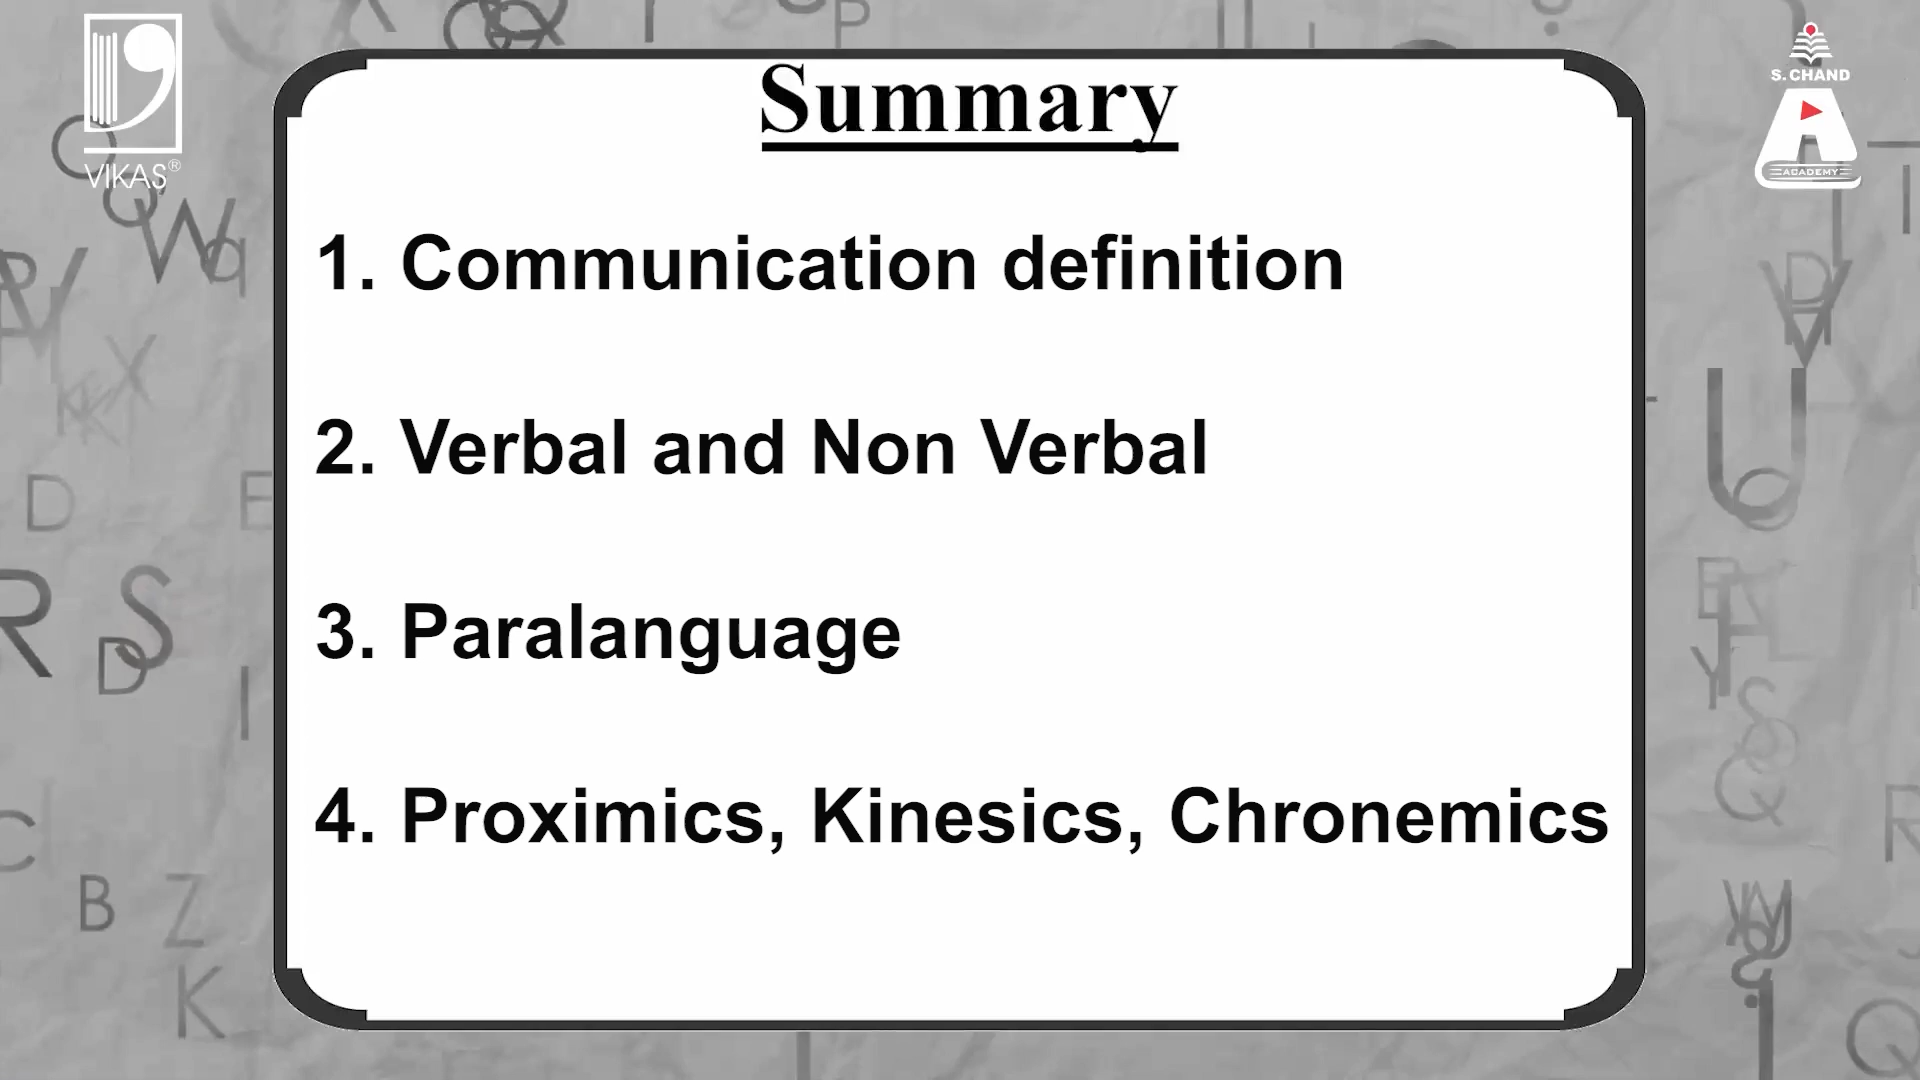 Summary
VIKAS®
S. CHAND
ACADEMY
1. Communication definition
2. Verbal and Non Verbal
3. Paralanguage
4. Proximics, Kinesics, Chronemics